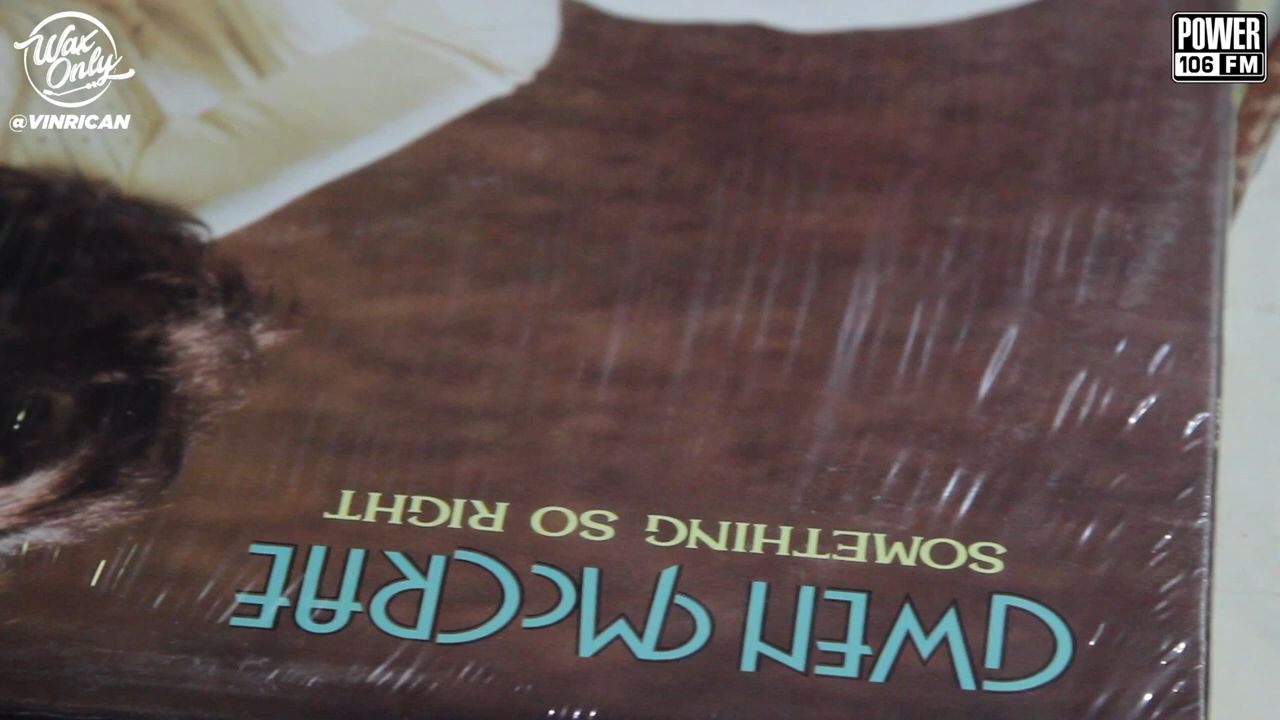 Wax
Only
@VINRICAN
POWER
106 FM
GWEN McCRAE
SOMETHING SO RIGHT